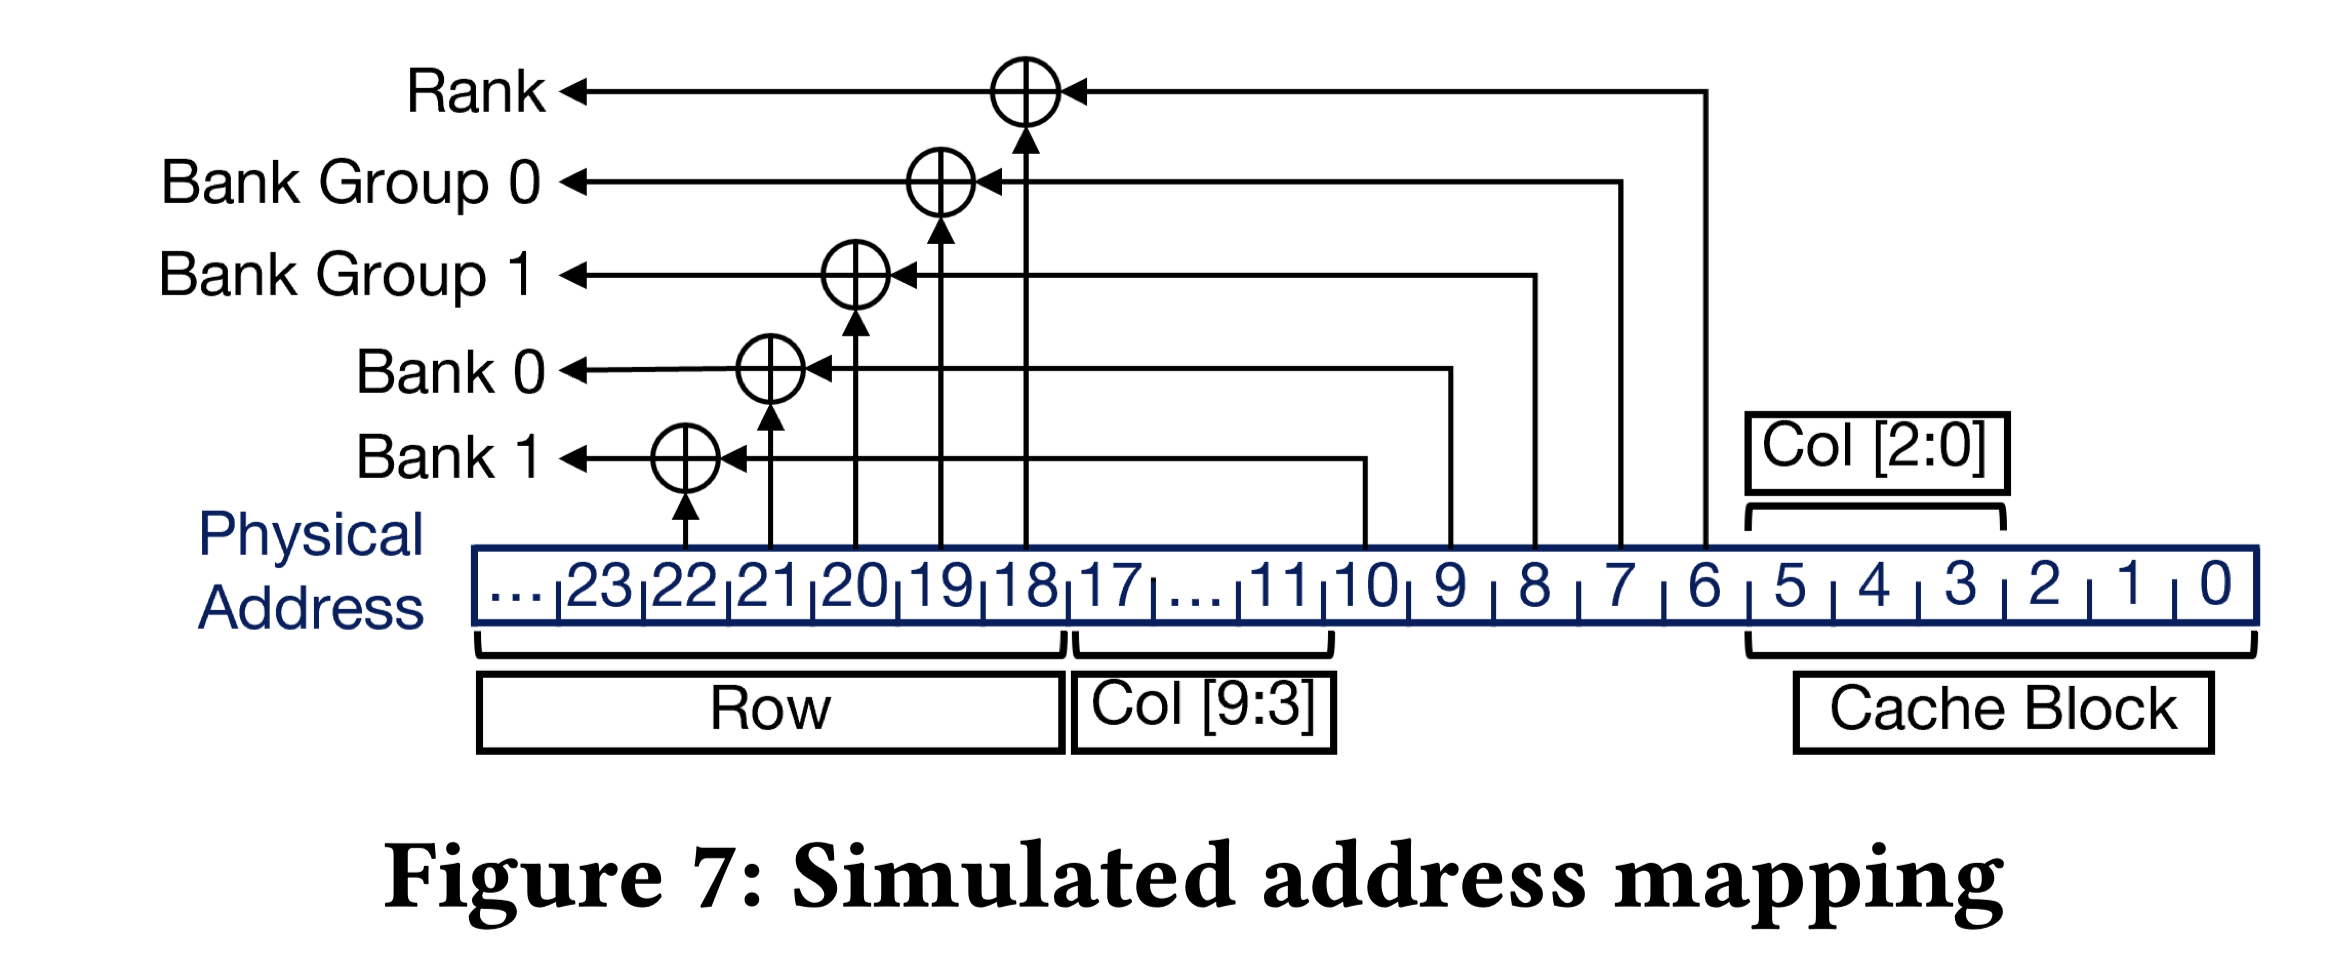 Rank
Bank Group 0
Bank Group 1
Bank 0
Bank 1
Col [2:0]
Physical
Address
... 23 22 21 20 19 18 17 ... 11 10 9 8 7 6 5 4 3 2 1 0
Row Col [9:3] Cache Block
Figure 7: Simulated address mapping